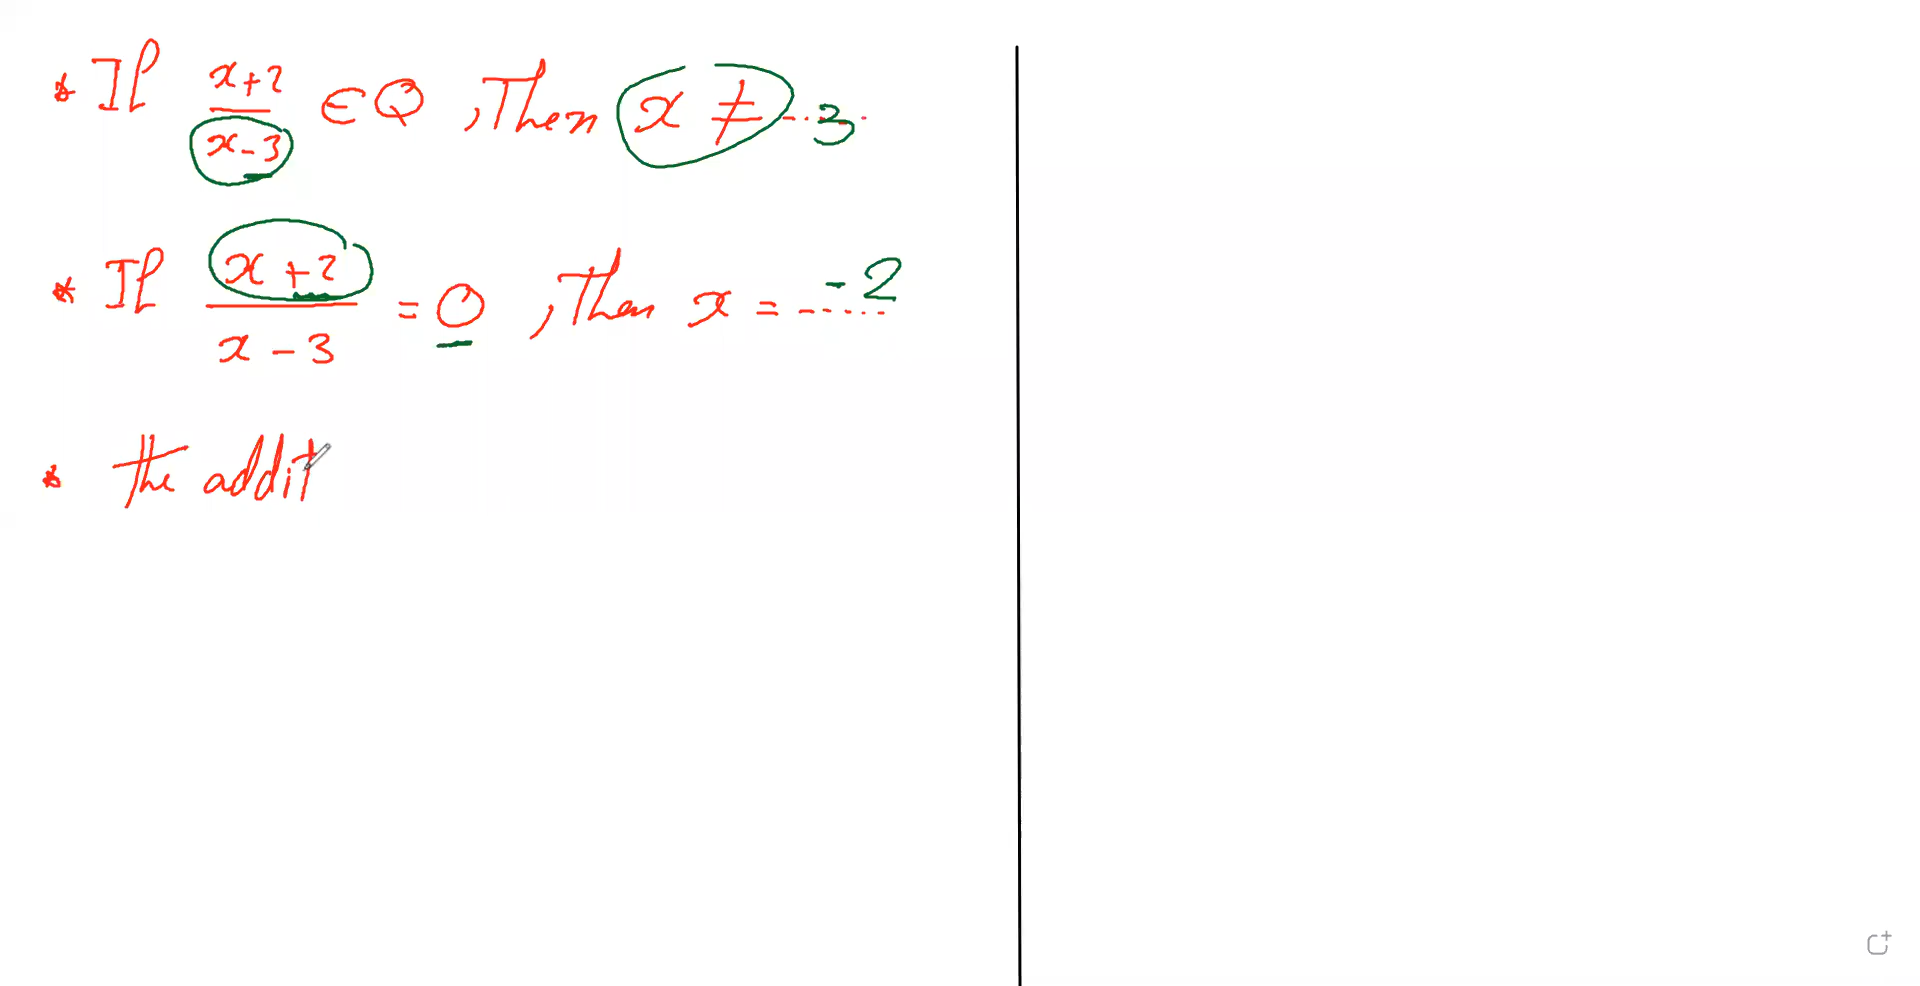 * If x+2/x-3 ∈ Q , Then x ≠ ...3...
* If x+2/x-3 = 0 , Then x = -2 ......
* the addit